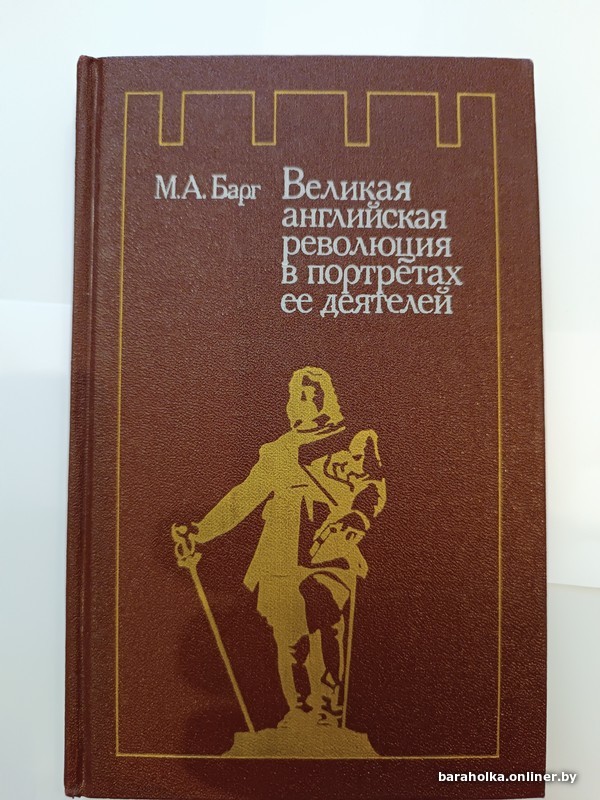 М.А. Барг
Великая
английская
революция
в портретах
ее деятелей
baraholka.onliner.by